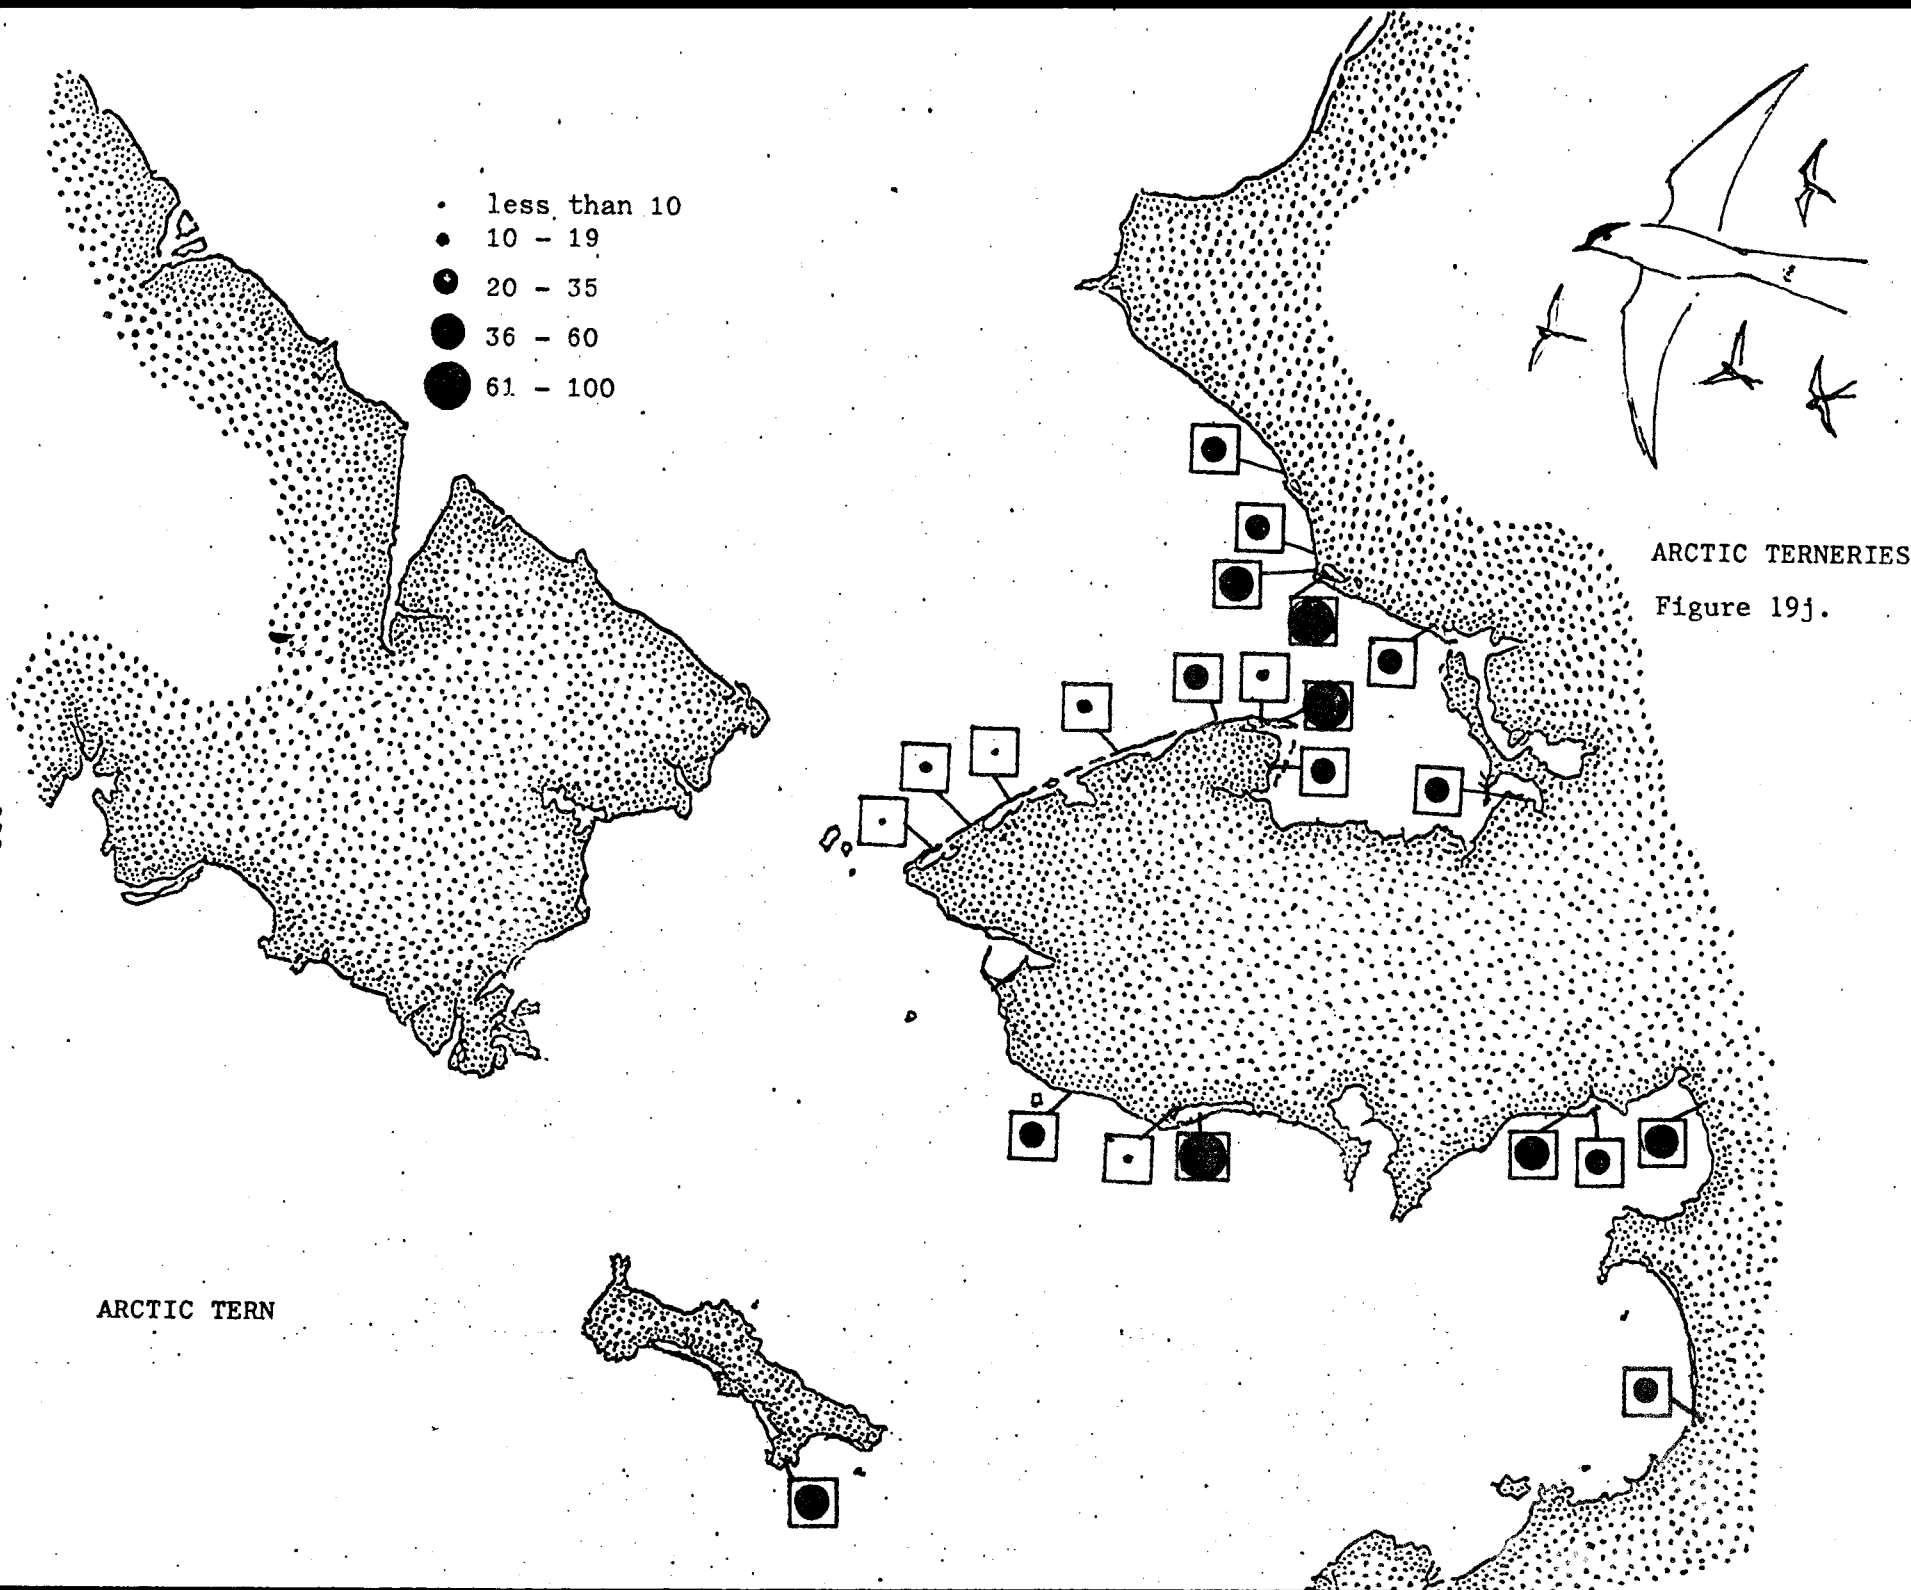 less than 10
10 - 19
20 - 35
36 - 60
61 - 100
ARCTIC TERNERIES
Figure 19j.
ARCTIC TERN